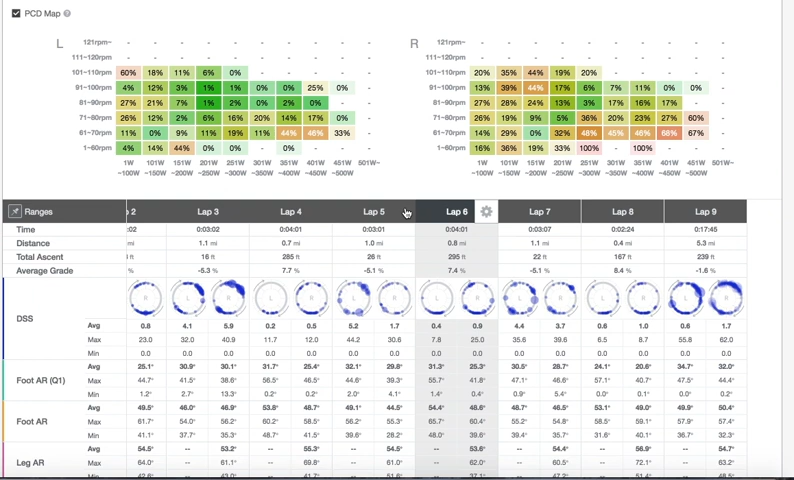 PCD Map
L R
121rpm~ - - - - - - - - - 121rpm~ - - - - - - - - -
111~120rpm - - - - - - - - - 111~120rpm - - - - - - - - -
101~110rpm 60% 18% 11% 6% 0% - - - - 101~110rpm 20% 35% 44% 19% 20% - - - -
91~100rpm 4% 12% 3% 1% 1% 0% 0% 25% 0% - 91~100rpm 13% 39% 44% 17% 6% 7% 11% 0% 0% -
81~90rpm 27% 21% 7% 1% 2% 0% 2% 0% - - 81~90rpm 27% 28% 24% 13% 3% 17% 16% 17% - -
71~80rpm 26% 12% 2% 6% 16% 20% 14% 17% 0% - 71~80rpm 26% 19% 9% 5% 36% 20% 23% 27% 60% -
61~70rpm 11% 0% 9% 11% 19% 11% 44% 46% 33% - 61~70rpm 14% 29% 0% 32% 48% 45% 46% 68% 67% -
1~60rpm 4% 14% 44% 0% 0% - 0% - - 1~60rpm 16% 36% 19% 33% 100% - 100% - -
1W 101W 151W 201W 251W 301W 351W 401W 451W 501W~ 1W 101W 151W 201W 251W 301W 351W 401W 451W 501W~
~100W ~150W ~200W ~250W ~300W ~350W ~400W ~450W ~500W ~100W ~150W ~200W ~250W ~300W ~350W ~400W ~450W ~500W
Ranges 2 Lap 3 Lap 4 Lap 5 Lap 6 Lap 7 Lap 8 Lap 9
Time :02 0:03:02 0:04:01 0:03:01 0:04:01 0:03:07 0:02:24 0:17:45
Distance mi 1.1 mi 0.7 mi 1.0 mi 0.8 mi 1.1 mi 0.4 mi 5.3 mi
Total Ascent ft 16 ft 285 ft 26 ft 295 ft 22 ft 167 ft 239 ft
Average Grade % -5.3 % 7.7 % -5.1 % 7.4 % -5.1 % 8.4 % -1.6 %
DSS R L R L R L R L R L R L R L R
Avg 0.8 4.1 5.9 0.2 0.5 5.2 1.7 0.4 0.9 4.4 3.7 0.6 1.0 0.6 1.7
Max 23.0 32.0 40.9 11.7 12.0 44.2 30.6 7.8 25.0 35.6 39.6 6.5 8.7 55.8 62.0
Min 0.0 0.0 0.0 0.0 0.0 0.0 0.0 0.0 0.0 0.0 0.0 0.0 0.0 0.0 0.0
Foot AR (Q1)
Avg 25.1° 30.9° 30.1° 31.7° 25.4° 32.1° 29.8° 31.3° 25.3° 30.5° 28.7° 24.1° 20.6° 34.7° 32.0°
Max 44.7° 41.5° 38.6° 56.5° 46.5° 44.6° 39.3° 55.7° 41.8° 47.1° 46.6° 57.1° 40.7° 47.5° 44.4°
Min 1.2° 2.7° 13.3° 0.2° 0.2° 2.0° 4.1° 1.4° 0.4° 0.9° 5.4° 0.0° 0.1° 0.0° 0.2°
Foot AR
Avg 49.5° 46.0° 46.9° 53.8° 48.7° 49.1° 44.5° 54.4° 48.6° 48.7° 46.5° 53.1° 49.0° 49.9° 50.4°
Max 61.7° 54.0° 56.2° 60.2° 58.5° 56.2° 55.3° 65.7° 60.4° 55.2° 54.8° 58.5° 59.1° 57.9° 57.4°
Min 41.1° 37.7° 35.3° 48.7° 41.5° 39.6° 28.2° 48.0° 39.6° 39.4° 35.7° 31.6° 40.1° 36.7° 32.3°
Leg AR
Avg 54.5° -- 53.2° -- 55.3° -- 54.5° -- 53.6° -- 54.4° -- 56.9° -- 54.7°
Max 64.0° -- 61.1° -- 69.8° -- 61.0° -- 62.0° -- 60.5° -- 72.1° -- 63.2°